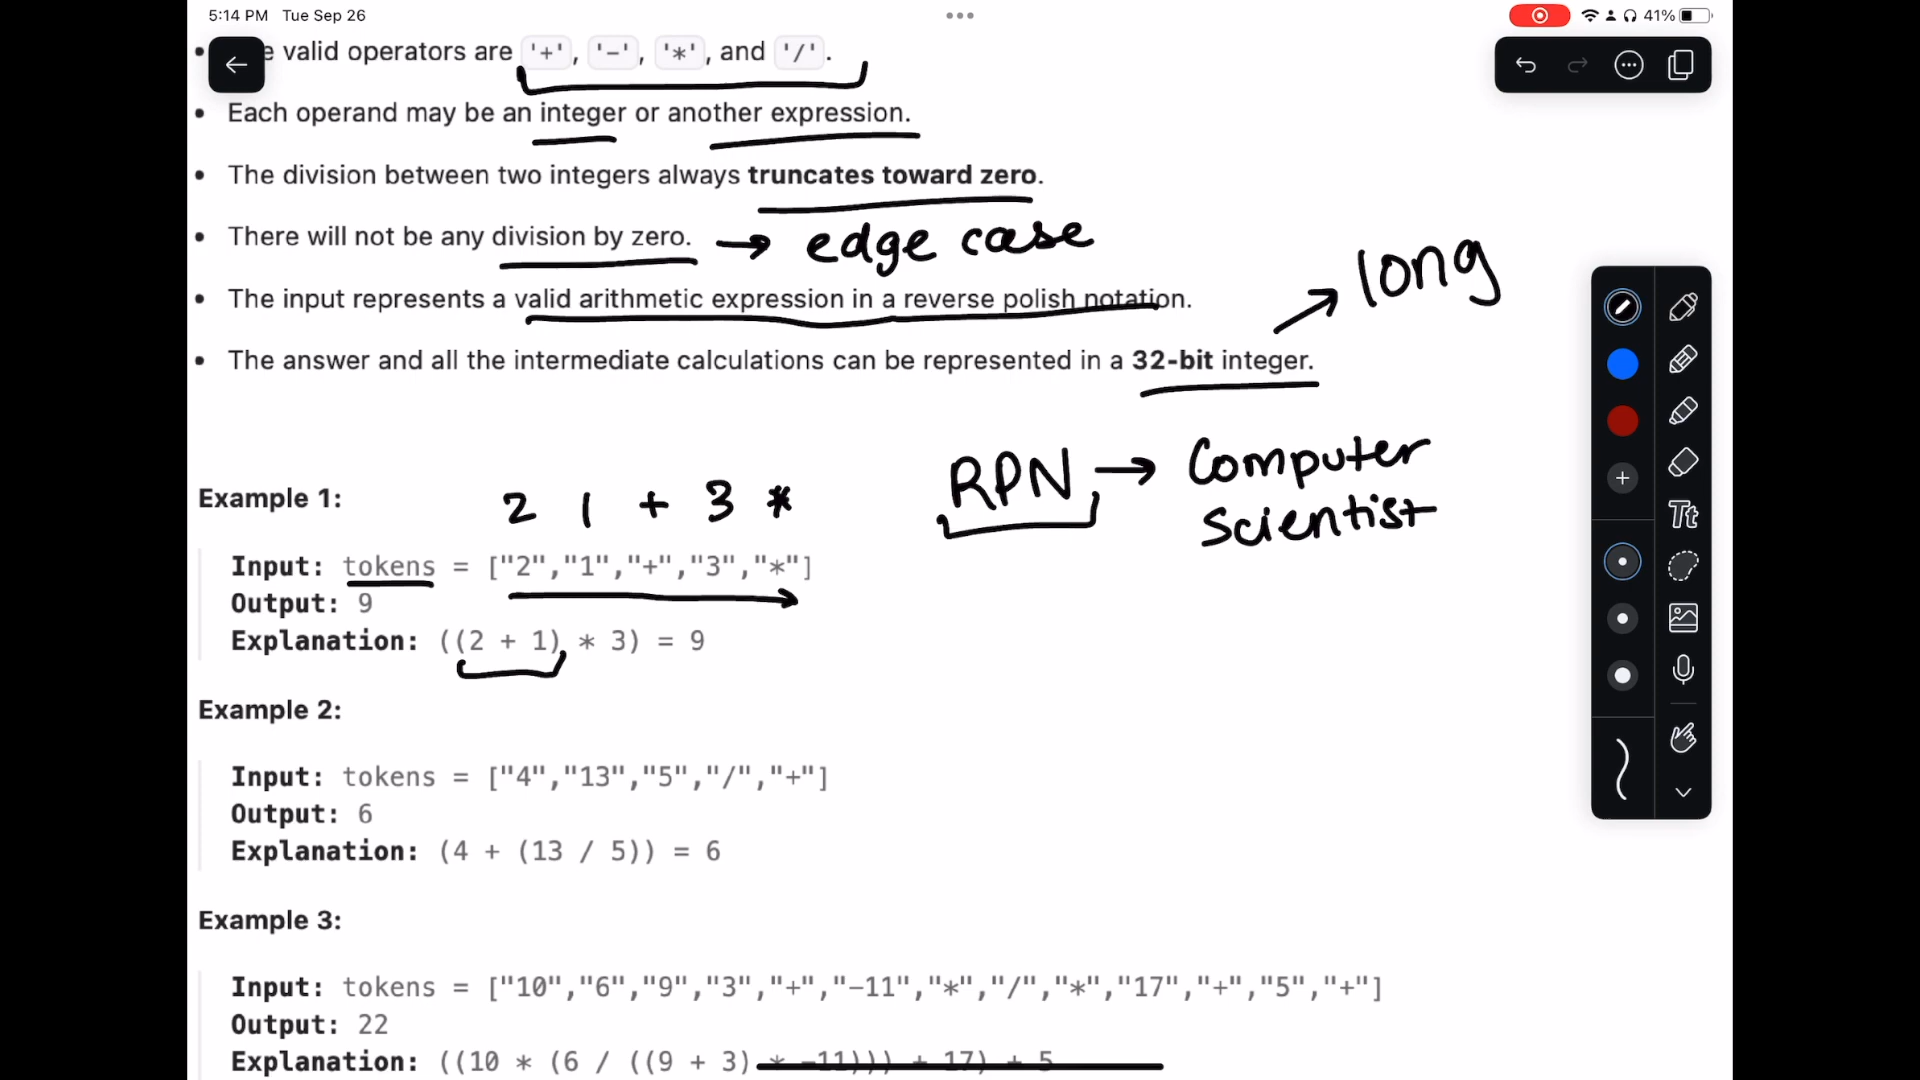 5:14 PM Tue Sep 26
41%
e valid operators are '+', '-', '*', and '/'.
• Each operand may be an integer or another expression.
• The division between two integers always truncates toward zero.
• There will not be any division by zero. → edge case
• The input represents a valid arithmetic expression in a reverse polish notation.
→ long
• The answer and all the intermediate calculations can be represented in a 32-bit integer.
RPN → Computer
Scientist
Example 1:
2 1 + 3 *
Input: tokens = ["2","1","+","3","*"]
Output: 9
Explanation: ((2 + 1) * 3) = 9
Example 2:
Input: tokens = ["4","13","5","/","+"]
Output: 6
Explanation: (4 + (13 / 5)) = 6
Example 3:
Input: tokens = ["10","6","9","3","+","-11","*","/","*","17","+","5","+"]
Output: 22
Explanation: ((10 * (6 / ((9 + 3) * -11))) + 17) + 5
Tt